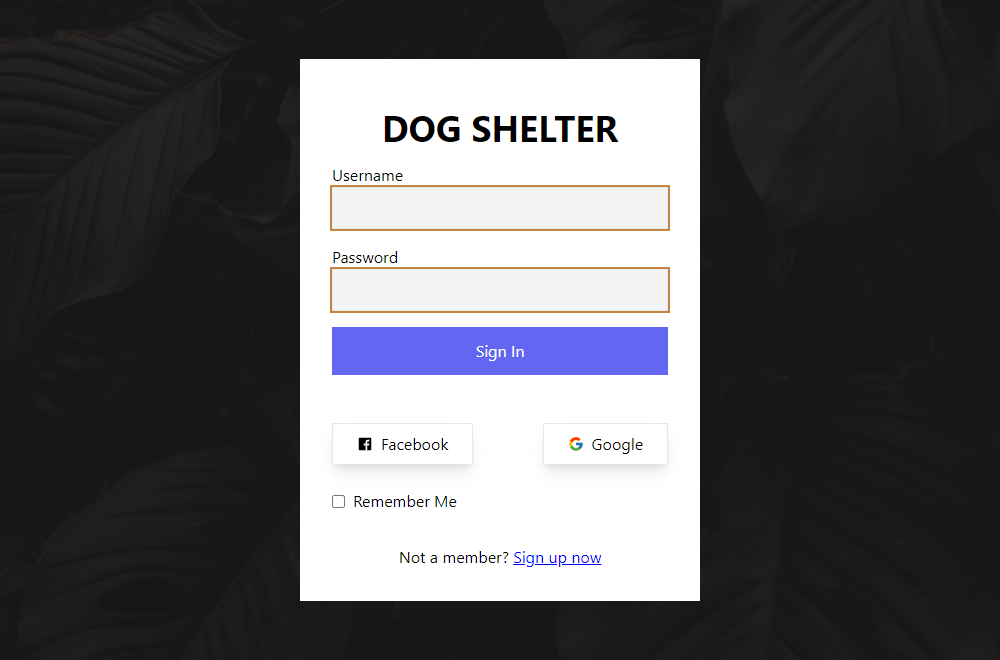 DOG SHELTER
Username
Password
Sign In
Facebook Google
Remember Me
Not a member? Sign up now